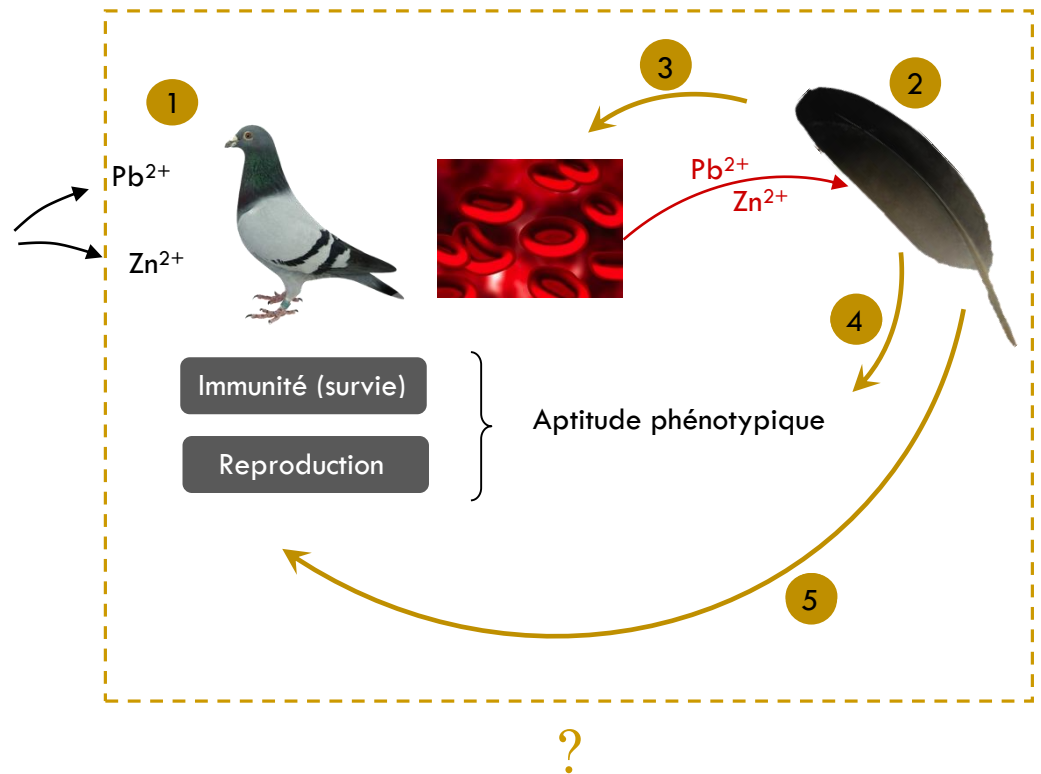 1
2
3
Pb²⁺
Zn²⁺
Pb²⁺
Zn²⁺
4
Immunité (survie)
Reproduction
Aptitude phénotypique
5
?